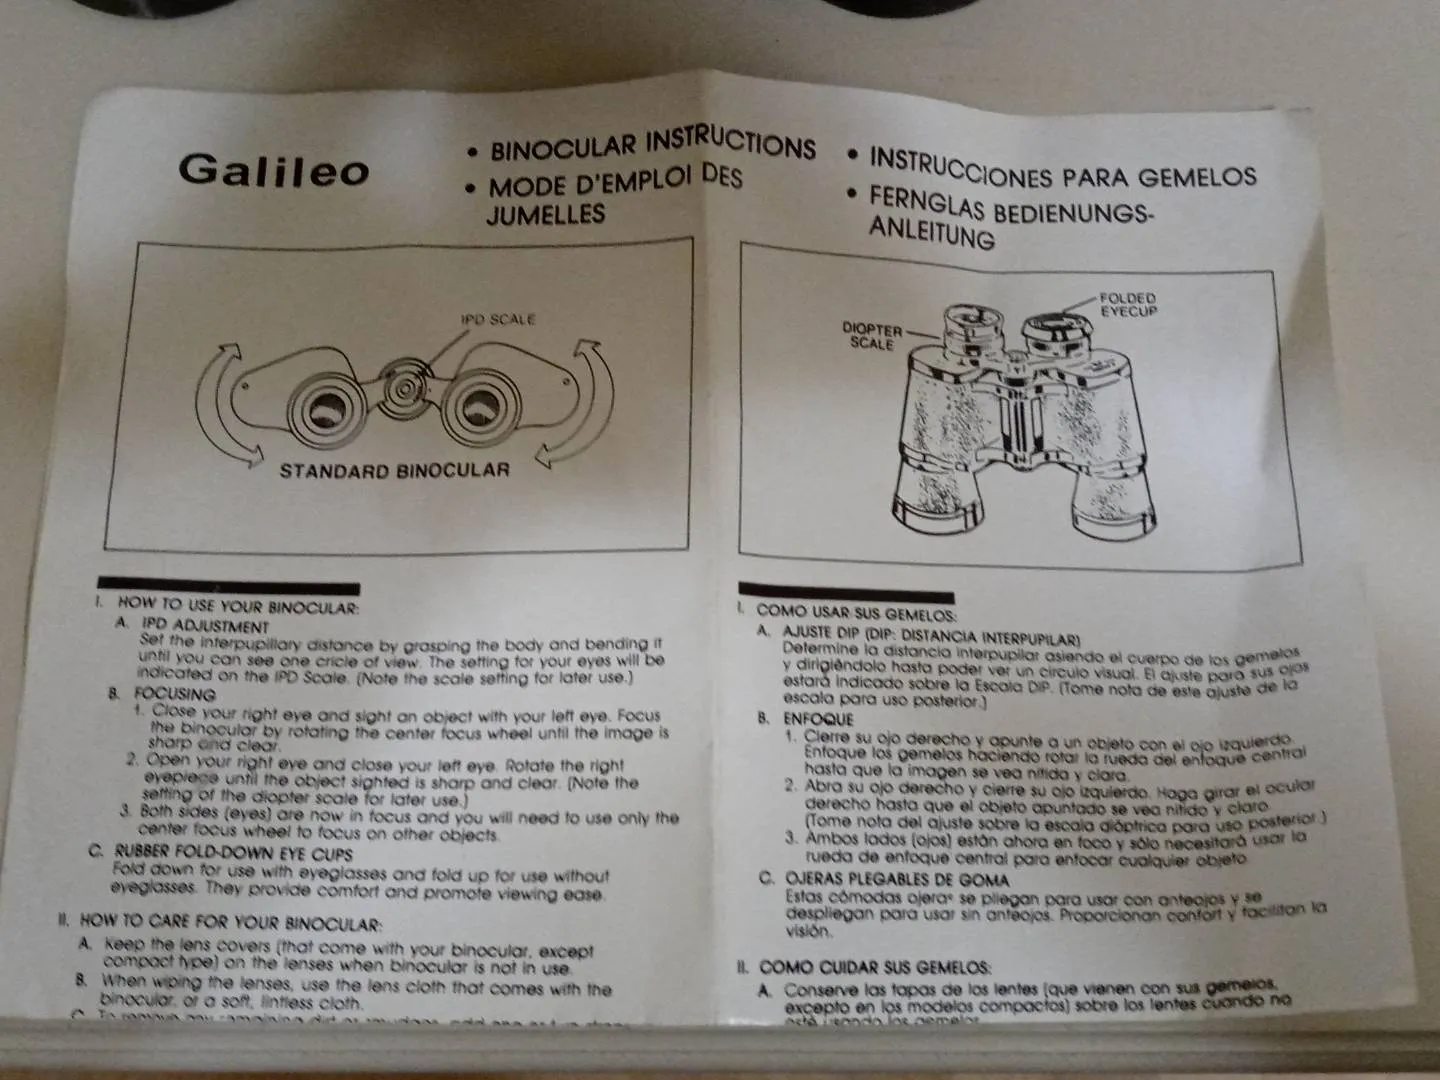 Galileo
• BINOCULAR INSTRUCTIONS
• MODE D'EMPLOI DES
JUMELLES
• INSTRUCCIONES PARA GEMELOS
• FERNGLAS BEDIENUNGS-
ANLEITUNG
IPD SCALE
STANDARD BINOCULAR
FOLDED
EYECUP
DIOPTER
SCALE
I. HOW TO USE YOUR BINOCULAR:
A. IPD ADJUSTMENT
Set the interpupillary distance by grasping the body and bending it
until you can see one cricle of view. The setting for your eyes will be
indicated on the IPD Scale. (Note the scale setting for later use.)
B. FOCUSING
1. Close your right eye and sight an object with your left eye. Focus
the binocular by rotating the center focus wheel until the image is
sharp and clear.
2. Open your right eye and close your left eye. Rotate the right
eyepiece until the object sighted is sharp and clear. (Note the
setting of the diopter scale for later use.)
3. Both sides (eyes) are now in focus and you will need to use only the
center focus wheel to focus on other objects.
C. RUBBER FOLD-DOWN EYE CUPS
Fold down for use with eyeglasses and fold up for use without
eyeglasses. They provide comfort and promote viewing ease.
II. HOW TO CARE FOR YOUR BINOCULAR:
A. Keep the lens covers (that come with your binocular, except
compact type) on the lenses when binocular is not in use.
B. When wiping the lenses, use the lens cloth that comes with the
binocular, or a soft, lintless cloth.
C. To remove any remaining dirt or smudges, add one or two drops
I. COMO USAR SUS GEMELOS:
A. AJUSTE DIP (DIP: DISTANCIA INTERPUPILAR)
Determine la distancia interpupilar asiendo el cuerpo de los gemelos
y dirigiéndolo hasta poder ver un círculo visual. El ajuste para sus ojos
estará indicado sobre la Escala DIP. (Tome nota de este ajuste de la
escala para uso posterior.)
B. ENFOQUE
1. Cierre su ojo derecho y apunte a un objeto con el ojo izquierdo.
Enfoque los gemelos haciendo rotar la rueda del enfoque central
hasta que la imagen se vea nítida y clara.
2. Abra su ojo derecho y cierre su ojo izquierdo. Haga girar el ocular
derecho hasta que el objeto apuntado se vea nítido y claro.
(Tome nota del ajuste sobre la escala dióptrica para uso posterior.)
3. Ambos lados (ojos) están ahora en foco y sólo necesitará usar la
rueda de enfoque central para enfocar cualquier objeto.
C. OJERAS PLEGABLES DE GOMA
Estas cómodas ojeras se pliegan para usar con anteojos y se
despliegan para usar sin anteojos. Proporcionan confort y facilitan la
visión.
II. COMO CUIDAR SUS GEMELOS:
A. Conserve las tapas de los lentes (que vienen con sus gemelos,
excepto en los modelos compactos) sobre los lentes cuando no
esté usando los gemelos.